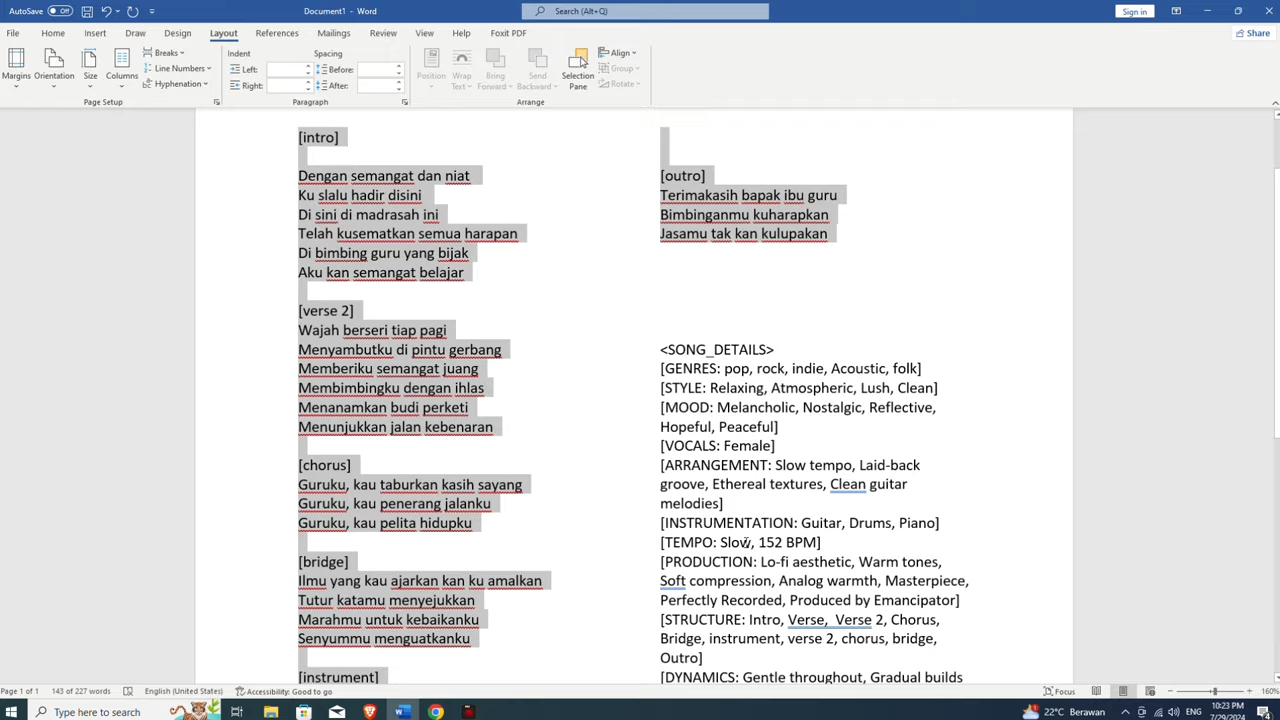 AutoSave
Off
Document1 - Word
Search (Alt+Q)
Sign in
File
Home
Insert
Draw
Design
Layout
References
Mailings
Review
View
Help
Foxit PDF
Share
Margins
Orientation
Size
Columns
Breaks
Line Numbers
Hyphenation
Page Setup
Indent
Left:
Right:
Spacing
Before:
After:
Paragraph
Position
Wrap Text
Bring Forward
Send Backward
Selection Pane
Align
Group
Rotate
Arrange
[intro]
Dengan semangat dan niat
Ku slalu hadir disini
Di sini di madrasah ini
Telah kusematkan semua harapan
Di bimbing guru yang bijak
Aku kan semangat belajar
[verse 2]
Wajah berseri tiap pagi
Menyambutku di pintu gerbang
Memberiku semangat juang
Membimbingku dengan ihlas
Menanamkan budi perketi
Menunjukkan jalan kebenaran
[chorus]
Guruku, kau taburkan kasih sayang
Guruku, kau penerang jalanku
Guruku, kau pelita hidupku
[bridge]
Ilmu yang kau ajarkan kan ku amalkan
Tutur katamu menyejukkan
Marahmu untuk kebaikanku
Senyummu menguatkanku
[instrument]
[outro]
Terimakasih bapak ibu guru
Bimbinganmu kuharapkan
Jasamu tak kan kulupakan
<SONG_DETAILS>
[GENRES: pop, rock, indie, Acoustic, folk]
[STYLE: Relaxing, Atmospheric, Lush, Clean]
[MOOD: Melancholic, Nostalgic, Reflective,
Hopeful, Peaceful]
[VOCALS: Female]
[ARRANGEMENT: Slow tempo, Laid-back
groove, Ethereal textures, Clean guitar
melodies]
[INSTRUMENTATION: Guitar, Drums, Piano]
[TEMPO: Slow, 152 BPM]
[PRODUCTION: Lo-fi aesthetic, Warm tones,
Soft compression, Analog warmth, Masterpiece,
Perfectly Recorded, Produced by Emancipator]
[STRUCTURE: Intro, Verse, Verse 2, Chorus,
Bridge, instrument, verse 2, chorus, bridge,
Outro]
[DYNAMICS: Gentle throughout, Gradual builds
Page 1 of 1
143 of 227 words
English (United States)
Accessibility: Good to go
Focus
160%
Type here to search
22°C Berawan
10:23 PM
7/29/2024